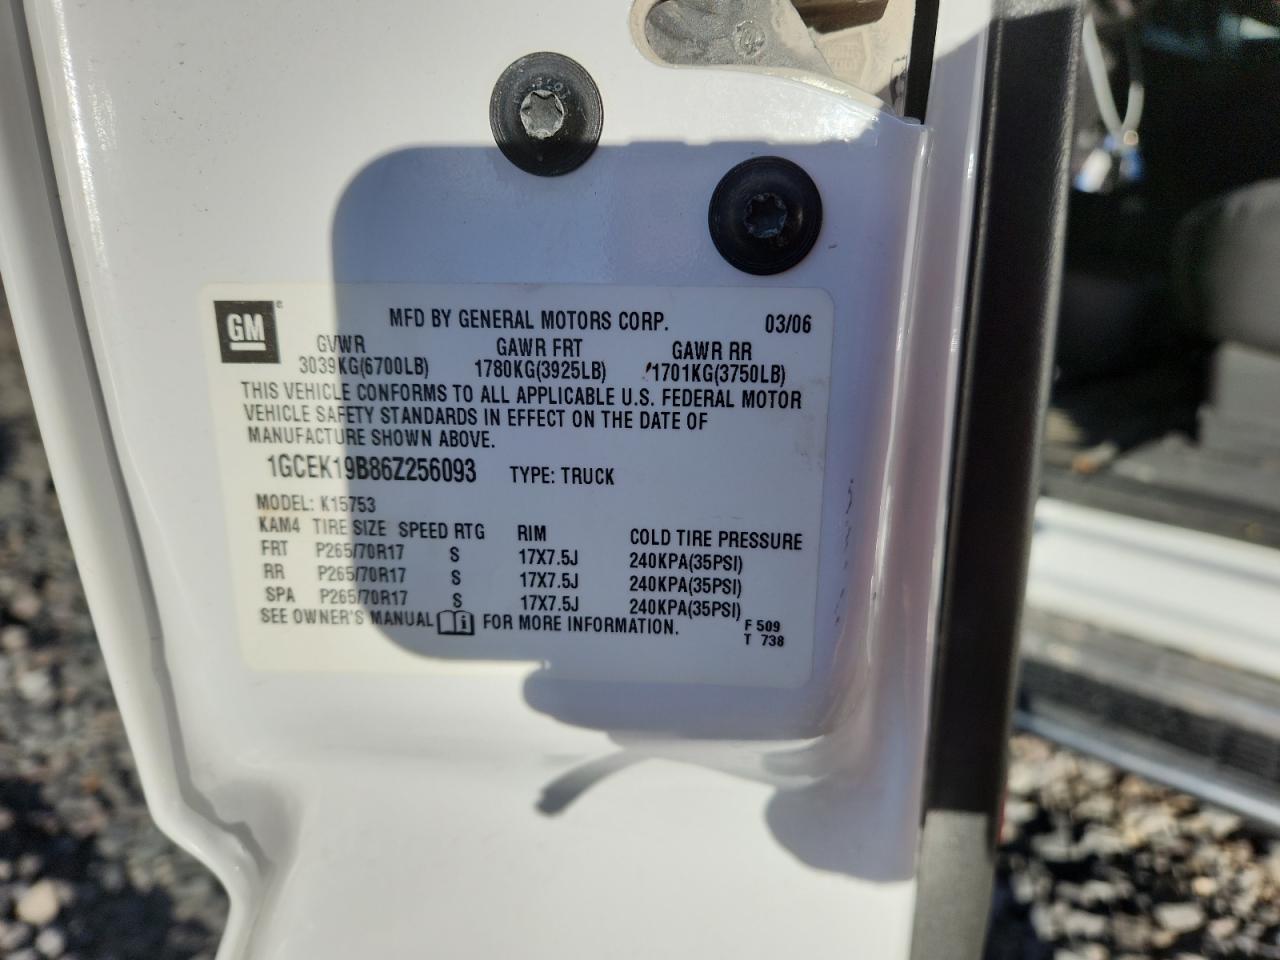 GM
MFD BY GENERAL MOTORS CORP. 03/06
GVWR GAWR FRT GAWR RR
3039KG(6700LB) 1780KG(3925LB) 1701KG(3750LB)
THIS VEHICLE CONFORMS TO ALL APPLICABLE U.S. FEDERAL MOTOR
VEHICLE SAFETY STANDARDS IN EFFECT ON THE DATE OF
MANUFACTURE SHOWN ABOVE.
1GCEK19B86Z256093 TYPE: TRUCK
MODEL: K15753
KAM4 TIRE SIZE SPEED RTG RIM COLD TIRE PRESSURE
FRT P265/70R17 S 17X7.5J 240KPA(35PSI)
RR P265/70R17 S 17X7.5J 240KPA(35PSI)
SPA P265/70R17 S 17X7.5J 240KPA(35PSI)
SEE OWNER'S MANUAL FOR MORE INFORMATION.
F 509
T 738